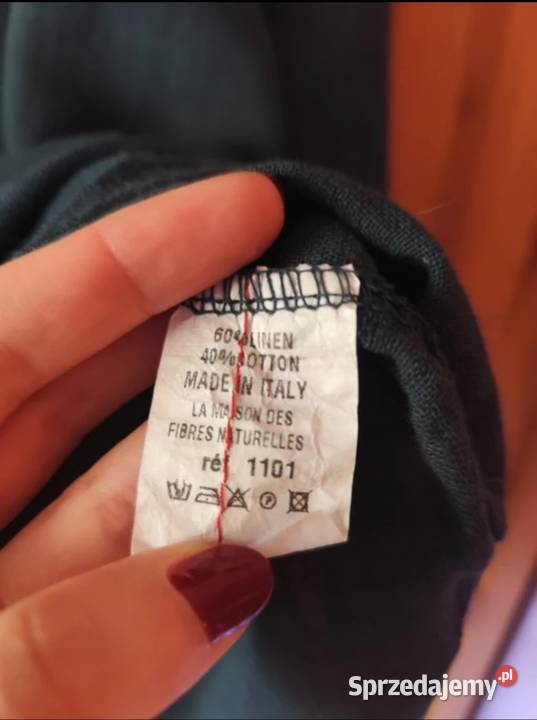 60% LINEN
40% COTTON
MADE IN ITALY
LA MAISON DES
FIBRES NATURELLES
réf 1101
P
Sprzedajemy.pl